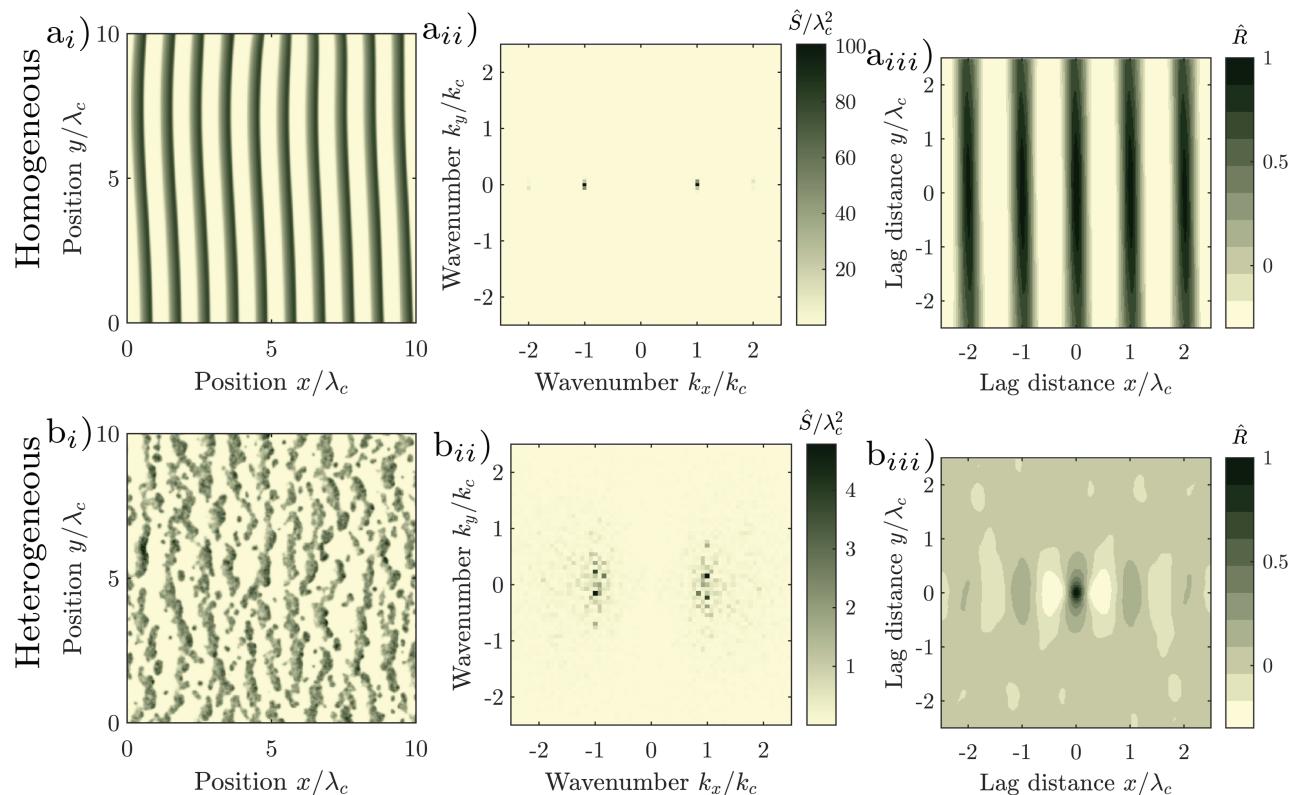 Homogeneous
a_i)
Position y/λ_c
10
5
0
0 5 10
Position x/λ_c
a_ii)
Wavenumber k_y/k_c
2
1
0
-1
-2
-2 -1 0 1 2
Wavenumber k_x/k_c
Ŝ/λ_c^2
100
80
60
40
20
a_iii)
Lag distance y/λ_c
2
1
0
-1
-2
-2 -1 0 1 2
Lag distance x/λ_c
R̂
1
0.5
0
Heterogeneous
b_i)
Position y/λ_c
10
5
0
0 5 10
Position x/λ_c
b_ii)
Wavenumber k_y/k_c
2
1
0
-1
-2
-2 -1 0 1 2
Wavenumber k_x/k_c
Ŝ/λ_c^2
4
3
2
1
b_iii)
Lag distance y/λ_c
2
1
0
-1
-2
-2 -1 0 1 2
Lag distance x/λ_c
R̂
1
0.5
0